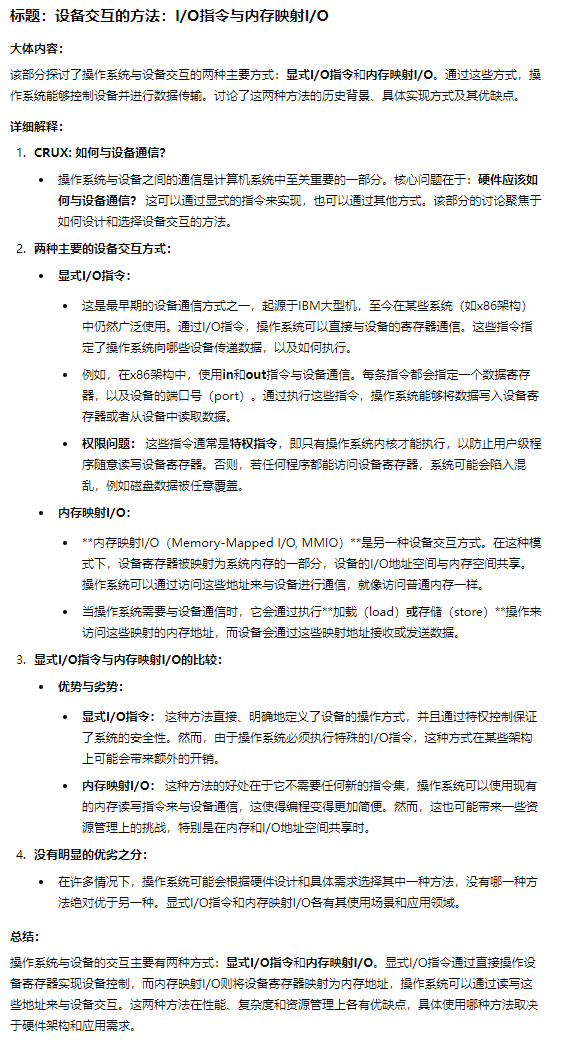 标题：设备交互的方法：I/O指令与内存映射I/O
大体内容：
该部分探讨了操作系统与设备交互的两种主要方式：显式I/O指令和内存映射I/O。通过这些方式，操
作系统能够控制设备并进行数据传输。讨论了这两种方法的历史背景、具体实现方式及其优缺点。
详细解释：
1. CRUX: 如何与设备通信？
• 操作系统与设备之间的通信是计算机系统中至关重要的一部分。核心问题在于：硬件应该如
何与设备通信？ 这可以通过显式的指令来实现，也可以通过其他方式。该部分的讨论聚焦于
如何设计和选择设备交互的方法。
2. 两种主要的设备交互方式：
• 显式I/O指令：
• 这是最早期的设备通信方式之一，起源于IBM大型机，至今在某些系统（如x86架构）
中仍然广泛使用。通过I/O指令，操作系统可以直接与设备的寄存器通信。这些指令指
定了操作系统向哪些设备传递数据，以及如何执行。
• 例如，在x86架构中，使用in和out指令与设备通信。每条指令都会指定一个数据寄存
器，以及设备的端口号（port）。通过执行这些指令，操作系统能够将数据写入设备寄
存器或者从设备中读取数据。
• 权限问题： 这些指令通常是特权指令，即只有操作系统内核才能执行，以防止用户级程
序随意读写设备寄存器。否则，若任何程序都能访问设备寄存器，系统可能会陷入混
乱，例如磁盘数据被任意覆盖。
• 内存映射I/O：
• **内存映射I/O（Memory-Mapped I/O, MMIO）**是另一种设备交互方式。在这种模
式下，设备寄存器被映射为系统内存的一部分，设备的I/O地址空间与内存空间共享。
操作系统可以通过访问这些地址来与设备进行通信，就像访问普通内存一样。
• 当操作系统需要与设备通信时，它会通过执行**加载（load）或存储（store）**操作来
访问这些映射的内存地址，而设备会通过这些映射地址接收或发送数据。
3. 显式I/O指令与内存映射I/O的比较：
• 优势与劣势：
• 显式I/O指令： 这种方法直接、明确地定义了设备的操作方式，并且通过特权控制保证
了系统的安全性。然而，由于操作系统必须执行特殊的I/O指令，这种方式在某些架构
上可能会带来额外的开销。
• 内存映射I/O： 这种方法的好处在于它不需要任何新的指令集，操作系统可以使用现有
的内存读写指令来与设备通信，这使得编程变得更加简便。然而，这也可能带来一些资
源管理上的挑战，特别是在内存和I/O地址空间共享时。
4. 没有明显的优劣之分：
• 在许多情况下，操作系统可能会根据硬件设计和具体需求选择其中一种方法，没有哪一种方
法绝对优于另一种。显式I/O指令和内存映射I/O各有其使用场景和应用领域。
总结：
操作系统与设备的交互主要有两种方式：显式I/O指令和内存映射I/O。显式I/O指令通过直接操作设
备寄存器实现设备控制，而内存映射I/O则将设备寄存器映射为内存地址，操作系统可以通过读写这
些地址来与设备交互。这两种方法在性能、复杂度和资源管理上各有优缺点，具体使用哪种方法取决
于硬件架构和应用需求。